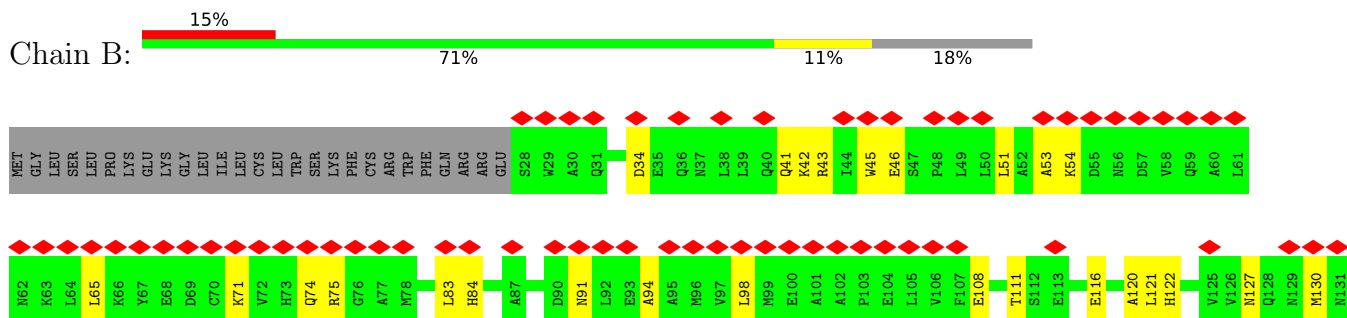 15%
Chain B:
71% 11% 18%
MET GLY LEU SER LEU PRO LYS GLU LYS GLY LEU ILE LEU CYS LEU TRP SER LYS PHE CYS ARG TRP PHE GLN ARG ARG GLU S28 W29 A30 Q31 D34 E35 Q36 N37 L38 L39 Q40 Q41 K42 R43 I44 W45 E46 S47 P48 L49 L50 L51 A52 A53 K54 D55 N56 D57 V58 Q59 A60 L61
N62 K63 L64 L65 K66 Y67 E68 D69 C70 K71 V72 H73 Q74 R75 G76 A77 M78 L83 H84 A87 D90 N91 L92 E93 A94 A95 M96 V97 L98 M99 E100 A101 A102 P103 E104 L105 V106 F107 E108 T111 S112 E113 E116 A120 L121 H122 V125 V126 N127 Q128 N129 M130 N131